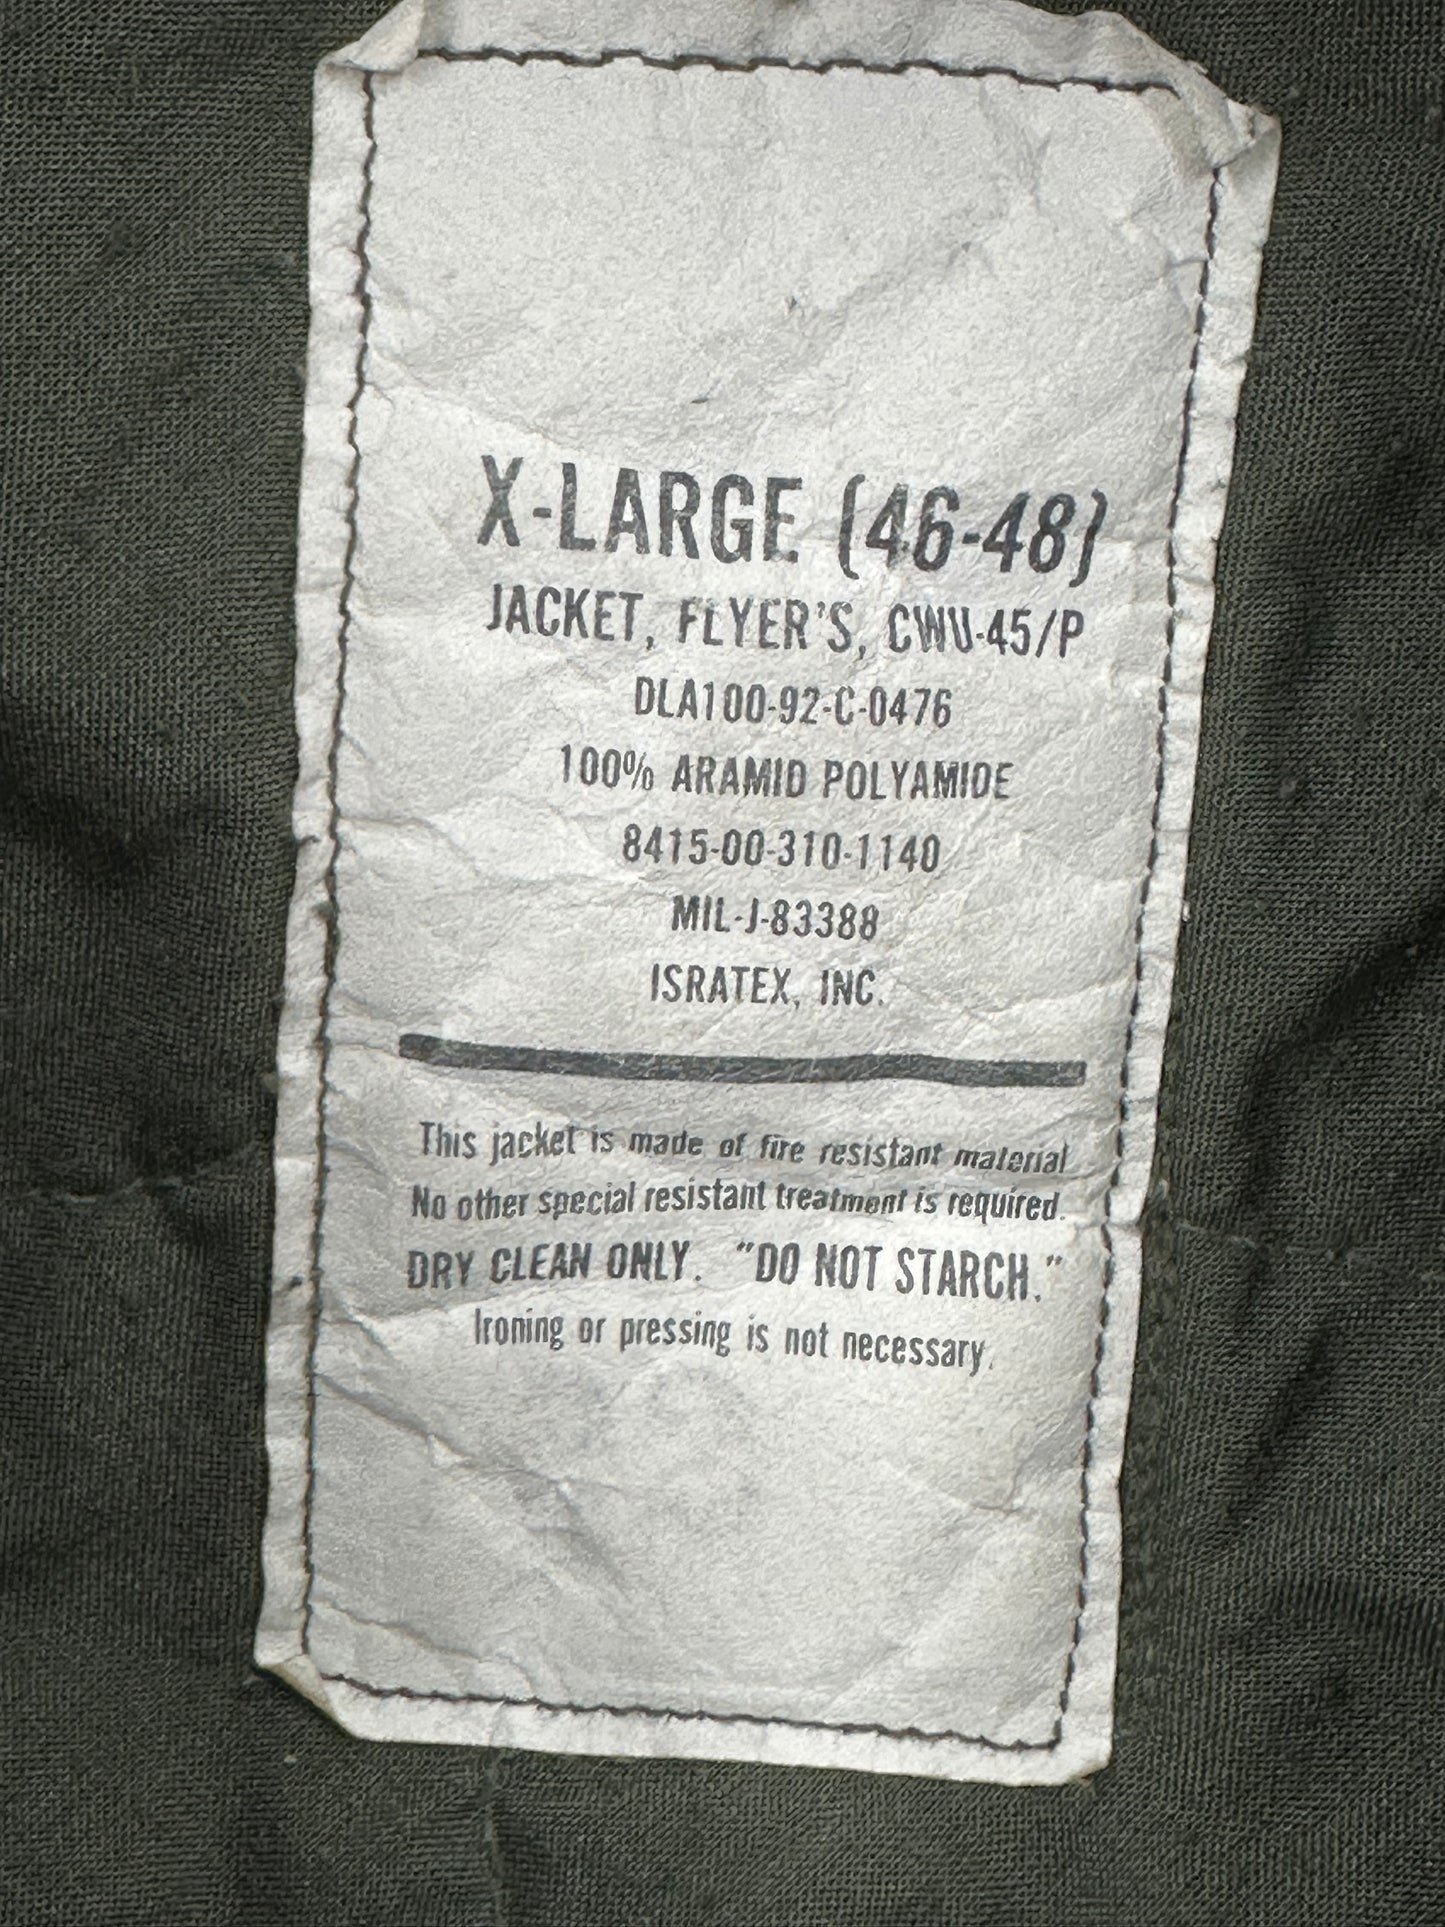 X-LARGE (46-48)
JACKET, FLYER'S, CWU-45/P
DLA100-92-C-0476
100% ARAMID POLYAMIDE
8415-00-310-1140
MIL-J-83388
ISRATEX, INC.
This jacket is made of fire resistant material
No other special resistant treatment is required.
DRY CLEAN ONLY. "DO NOT STARCH."
Ironing or pressing is not necessary.